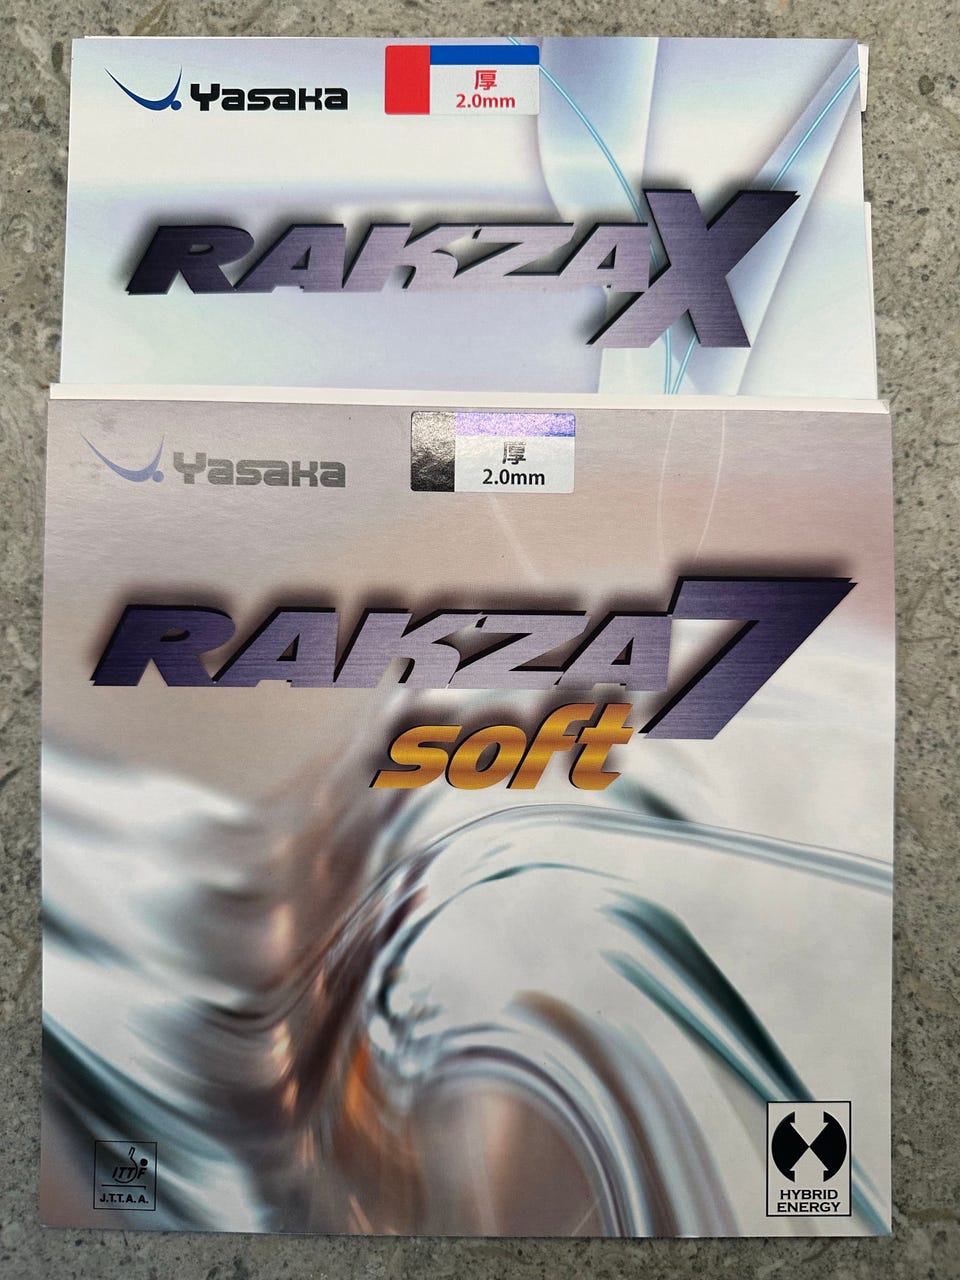 Yasaka
厚
2.0mm
RAKZA X
Yasaka
厚
2.0mm
RAKZA 7
soft
ITTF
J.T.T.A.A.
HYBRID
ENERGY